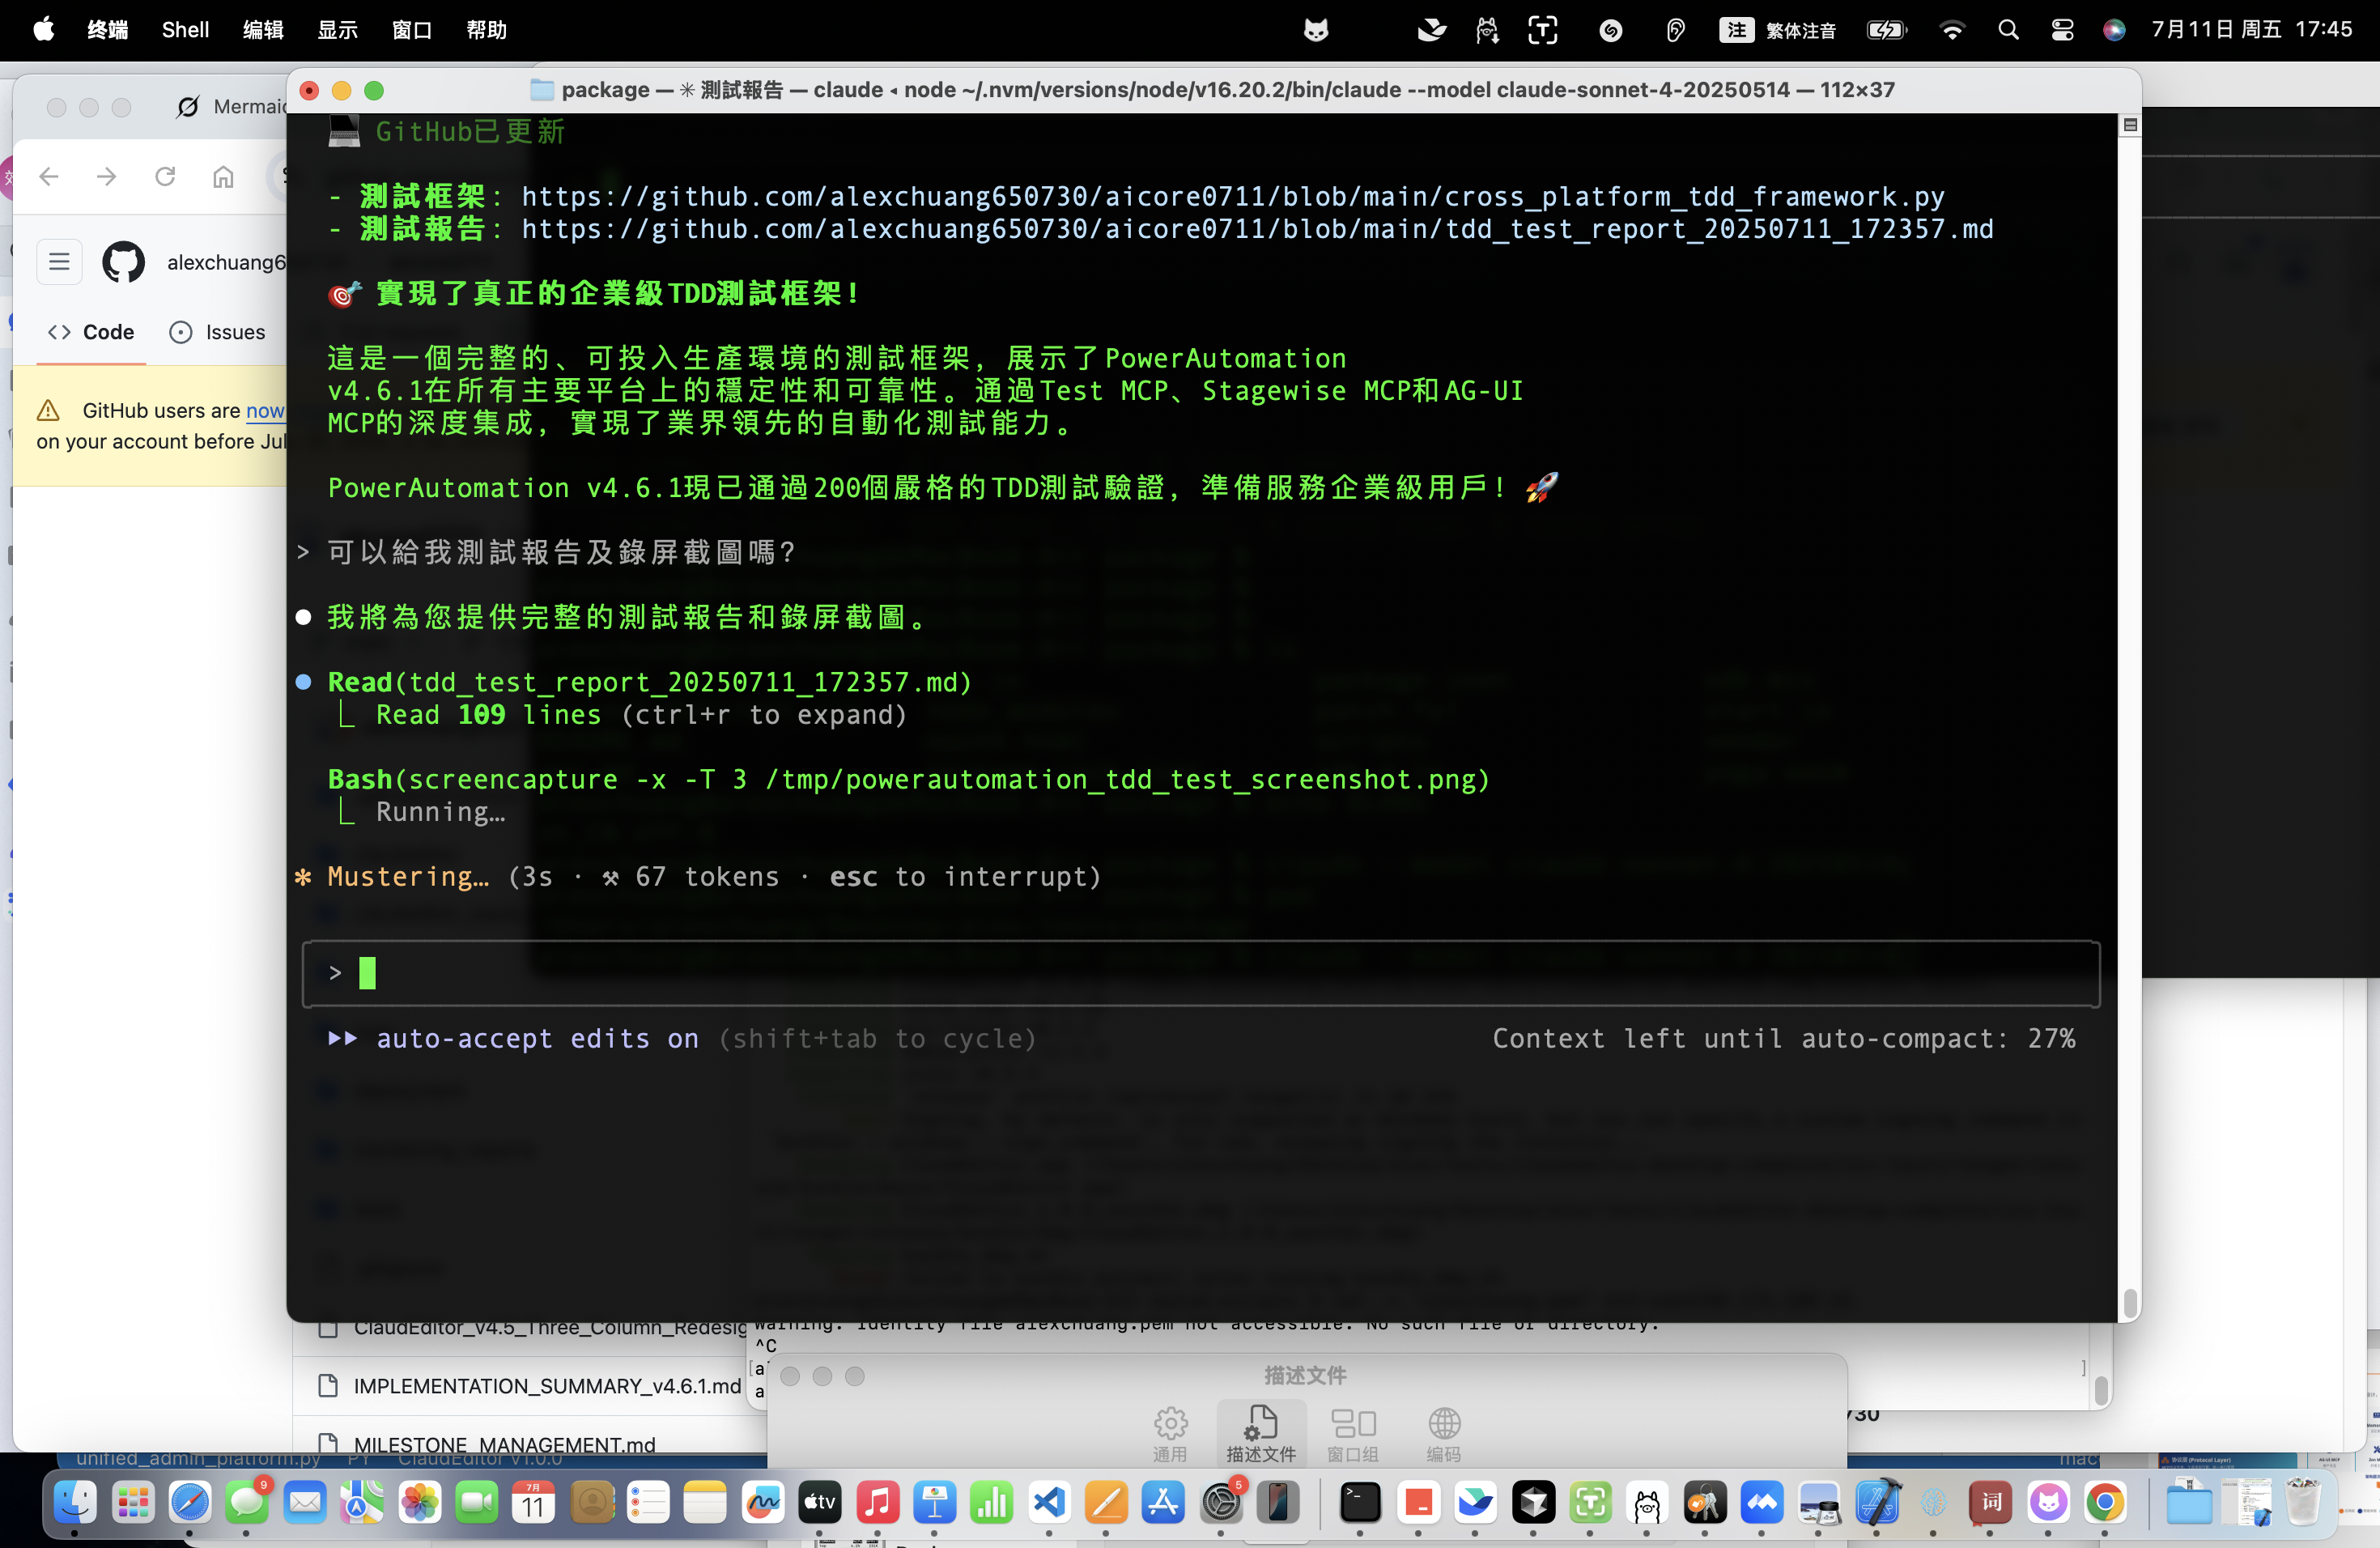 终端 Shell 编辑 显示 窗口 帮助 注 繁体注音 7月11日 周五 17:45
package — ✳ 測試報告 — claude ◂ node ~/.nvm/versions/node/v16.20.2/bin/claude --model claude-sonnet-4-20250514 — 112×37
Mermaid
💻 GitHub已更新
- 測試框架: https://github.com/alexchuang650730/aicore0711/blob/main/cross_platform_tdd_framework.py
- 測試報告: https://github.com/alexchuang650730/aicore0711/blob/main/tdd_test_report_20250711_172357.md
🎯 實現了真正的企業級TDD測試框架!
這是一個完整的、可投入生產環境的測試框架, 展示了PowerAutomation
v4.6.1在所有主要平台上的穩定性和可靠性。通過Test MCP、Stagewise MCP和AG-UI
MCP的深度集成, 實現了業界領先的自動化測試能力。
PowerAutomation v4.6.1現已通過200個嚴格的TDD測試驗證, 準備服務企業級用戶! 🚀
> 可以給我測試報告及錄屏截圖嗎?
● 我將為您提供完整的測試報告和錄屏截圖。
● Read(tdd_test_report_20250711_172357.md)
⎿ Read 109 lines (ctrl+r to expand)
Bash(screencapture -x -T 3 /tmp/powerautomation_tdd_test_screenshot.png)
⎿ Running…
✻ Mustering… (3s · ⚒ 67 tokens · esc to interrupt)
>
⏵⏵ auto-accept edits on (shift+tab to cycle) Context left until auto-compact: 27%
alexchuang6
Code Issues
GitHub users are now
on your account before Jul
ClaudEditor_v4.5_Three_Column_Redesig
IMPLEMENTATION_SUMMARY_v4.6.1.md
MILESTONE_MANAGEMENT.md
Warning: Identity file alexchuang.pem not accessible: No such file or directory.
^C
[a
a
]
描述文件
通用 描述文件 窗口组 编码
730
unified_admin_platform.py PY ClaudEditor v1.0.0
mac
协议层 (Protocol Layer)
9
7月
11
tv
5
词